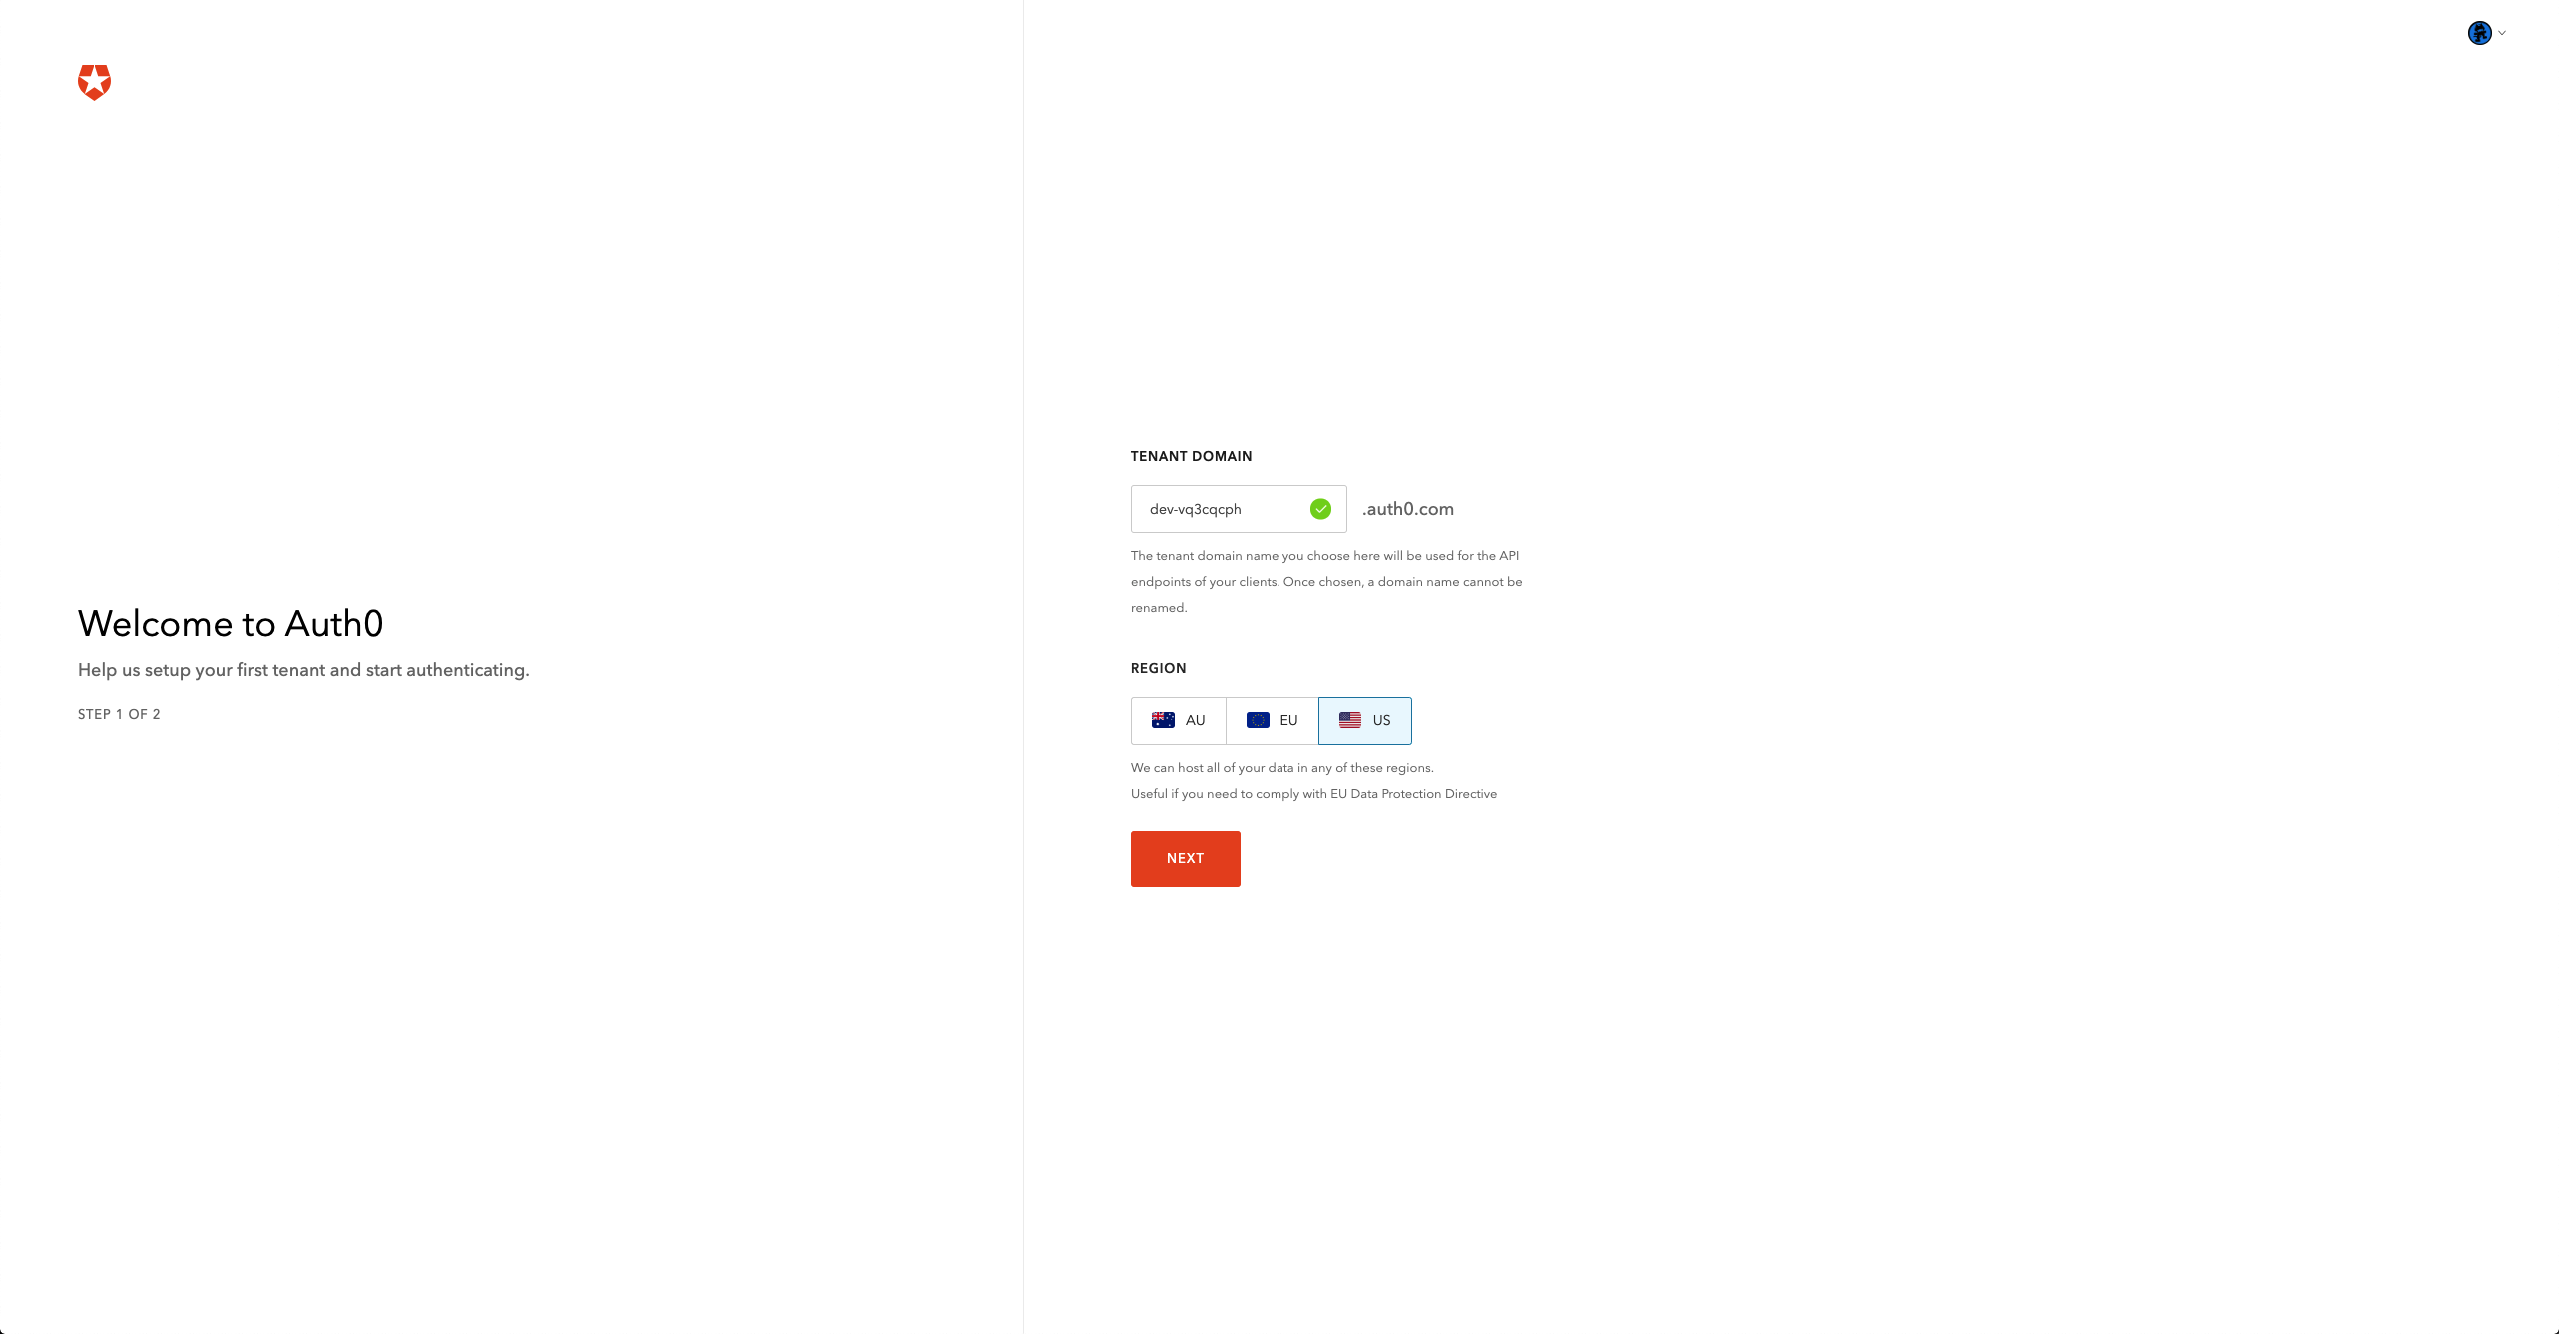 Welcome to Auth0
Help us setup your first tenant and start authenticating.
STEP 1 OF 2
TENANT DOMAIN
dev-vq3cqcph
.auth0.com
The tenant domain name you choose here will be used for the API
endpoints of your clients. Once chosen, a domain name cannot be
renamed.
REGION
AU
EU
US
We can host all of your data in any of these regions.
Useful if you need to comply with EU Data Protection Directive
NEXT